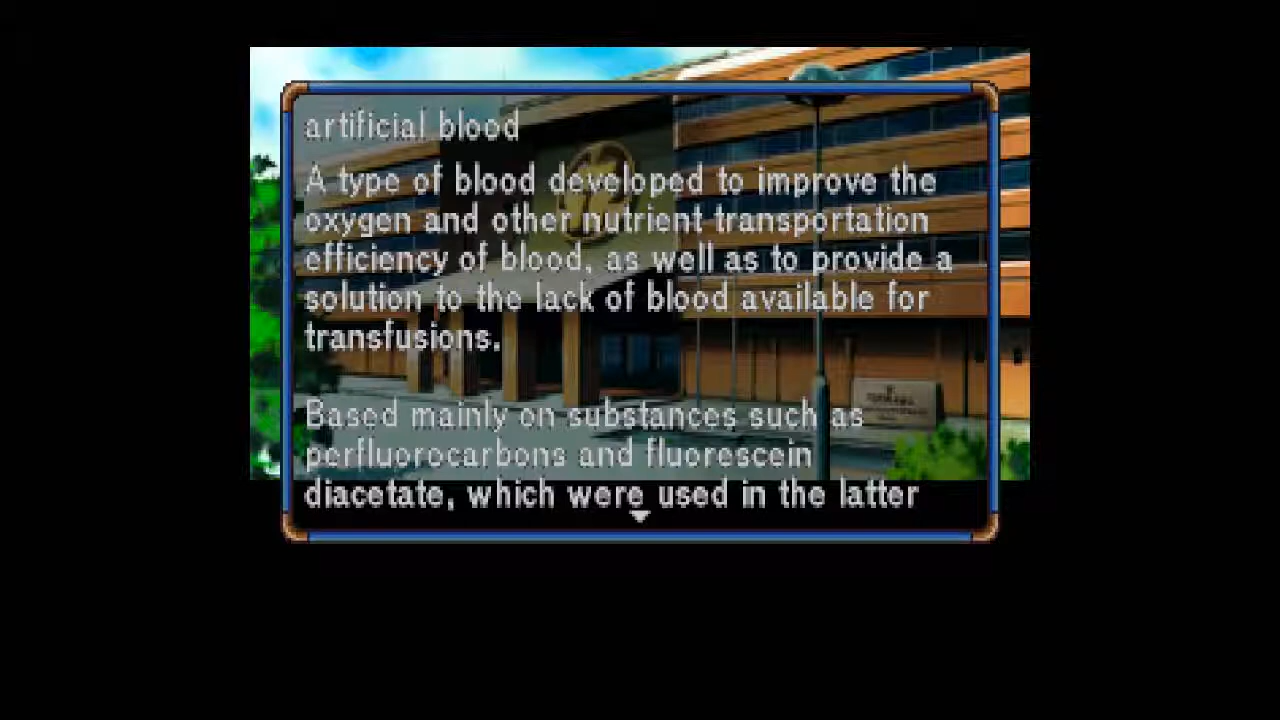 artificial blood
A type of blood developed to improve the
oxygen and other nutrient transportation
efficiency of blood, as well as to provide a
solution to the lack of blood available for
transfusions.
Based mainly on substances such as
perfluorocarbons and fluorescein
diacetate, which were used in the latter